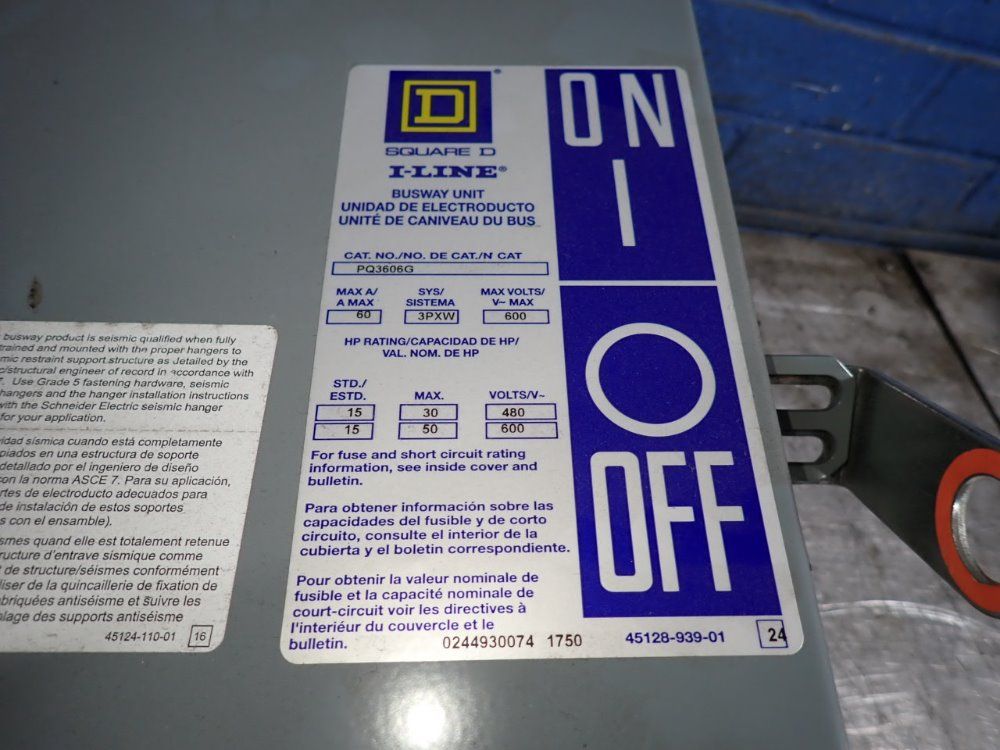 D
SQUARE D
I-LINE®
BUSWAY UNIT
UNIDAD DE ELECTRODUCTO
UNITÉ DE CANIVEAU DU BUS
CAT. NO./NO. DE CAT./N° CAT
PQ3606G
MAX A/ SYS/ MAX VOLTS/
A MAX SISTEMA V~ MAX
60 3PXW 600
HP RATING/CAPACIDAD DE HP/
VAL. NOM. DE HP
STD./
ESTD. MAX. VOLTS/V~
15 30 480
15 50 600
For fuse and short circuit rating
information, see inside cover and
bulletin.
Para obtener información sobre las
capacidades del fusible y de corto
circuito, consulte el interior de la
cubierta y el boletin correspondiente.
Pour obtenir la valeur nominale de
fusible et la capacité nominale de
court-circuit voir les directives à
l'interiéur du couvercle et le
bulletin.
0244930074 1750
45128-939-01 24
ON
I
O
OFF
busway product is seismic qualified when fully
and mounted with the proper hangers to
restraint support structure as detailed by the
structural engineer of record in accordance with
7. Use Grade 5 fastening hardware, seismic
hangers and the hanger installation instructions
with the Schneider Electric seismic hanger
for your application.
sísmica cuando está completamente
en una estructura de soporte
detallado por el ingeniero de diseño
con la norma ASCE 7. Para su aplicación,
de electroducto adecuados para
de instalación de estos soportes
con el ensamble).
quand elle est totalement retenue
d'entrave sismique comme
de structure/séismes conformément
de la quincaillerie de fixation de
antiséisme et suivre les
des supports antiséisme
45124-110-01 16